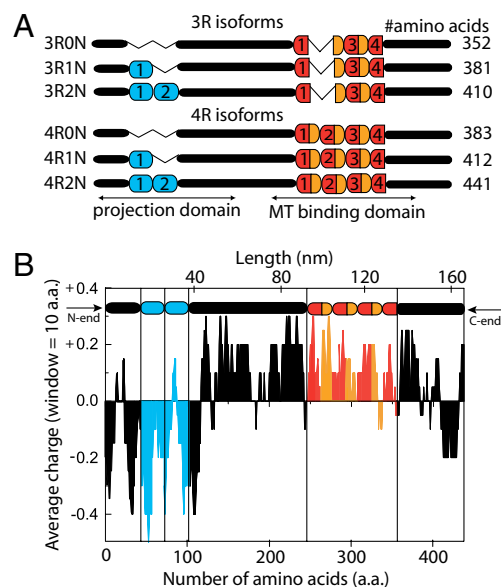 A
3R isoforms #amino acids
3R0N 1 3 4 352
3R1N 1 1 3 4 381
3R2N 1 2 1 3 4 410
4R isoforms
4R0N 1 2 3 4 383
4R1N 1 1 2 3 4 412
4R2N 1 2 1 2 3 4 441
projection domain MT binding domain
B
Length (nm)
0 40 80 100 120 160
+0.4
N-end C-end
+0.2
0.0
-0.2
-0.4
Average charge (window = 10 a.a.)
0 100 200 300 400
Number of amino acids (a.a.)